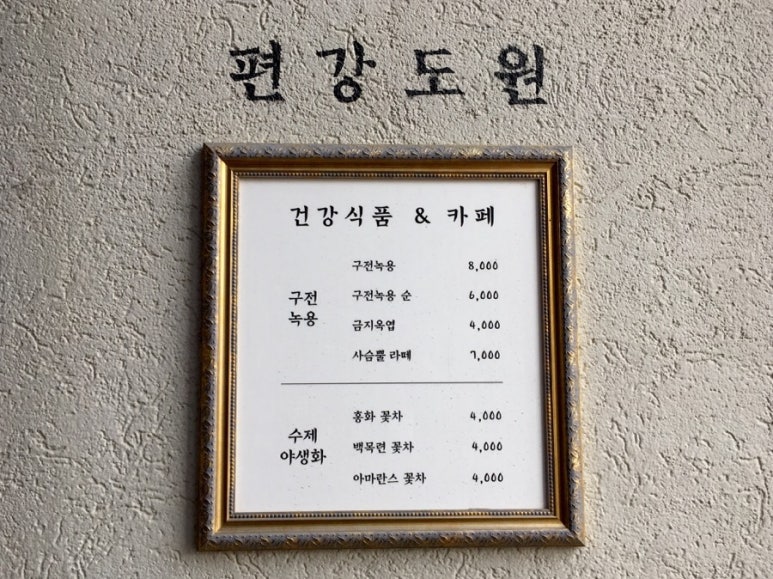 편강도원
건강식품 & 카페
구전
녹용
구전녹용 8,000
구전녹용 순 6,000
금지옥엽 4,000
사슴뿔 라떼 7,000
수제
야생화
홍화 꽃차 4,000
백목련 꽃차 4,000
아마란스 꽃차 4,000